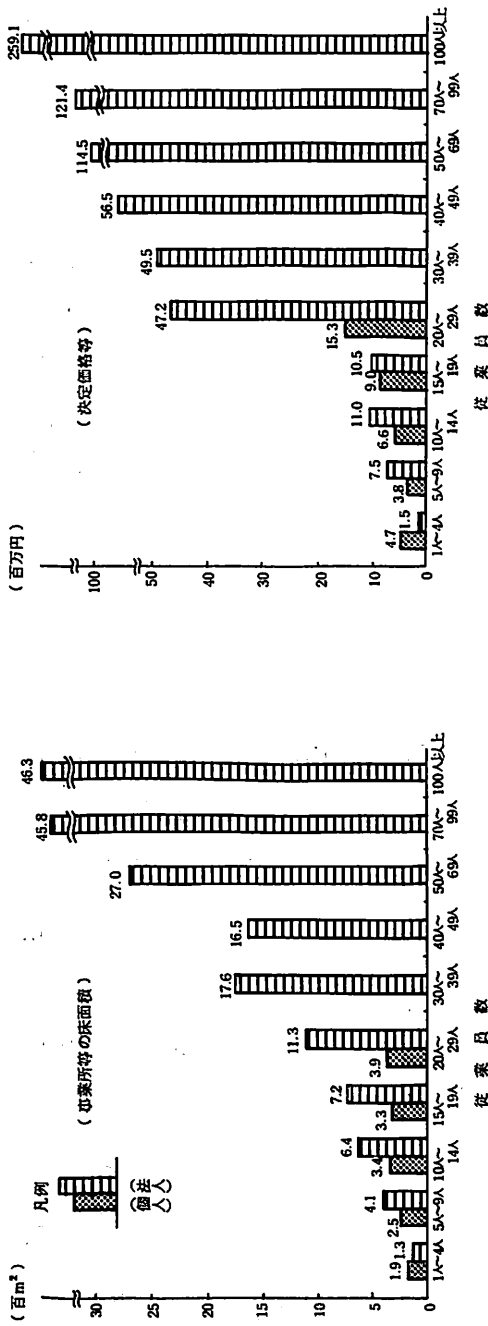 (百m²)
(事業所等の床面積)
凡例
(個人)
(法人)
30
25
20
15
10
5
0
1.9
1.3
2.5
4.1
3.4
6.4
3.3
7.2
3.9
11.3
17.6
16.5
27.0
45.8
46.3
1人~4人
5人~9人
10人~14人
15人~19人
20人~29人
30人~39人
40人~49人
50人~69人
70人~99人
100人以上
従業員数
(百万円)
(決定価格等)
100
50
40
30
20
10
0
4.7
1.5
3.8
7.5
6.6
11.0
9.0
10.5
15.3
47.2
49.5
56.5
114.5
121.4
259.1
1人~4人
5人~9人
10人~14人
15人~19人
20人~29人
30人~39人
40人~49人
50人~69人
70人~99人
100人以上
従業員数